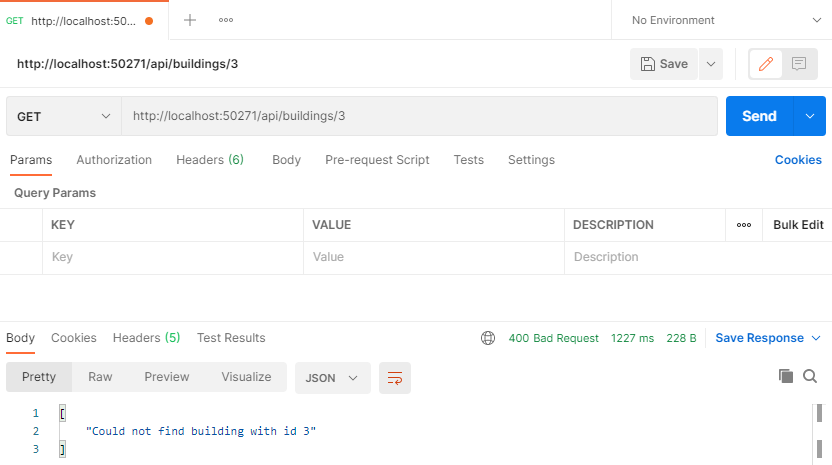 GET http://localhost:50...
No Environment
http://localhost:50271/api/buildings/3
Save
GET http://localhost:50271/api/buildings/3 Send
Params Authorization Headers (6) Body Pre-request Script Tests Settings Cookies
Query Params
KEY VALUE DESCRIPTION Bulk Edit
Key Value Description
Body Cookies Headers (5) Test Results 400 Bad Request 1227 ms 228 B Save Response
Pretty Raw Preview Visualize JSON
1 [
2 "Could not find building with id 3"
3 ]